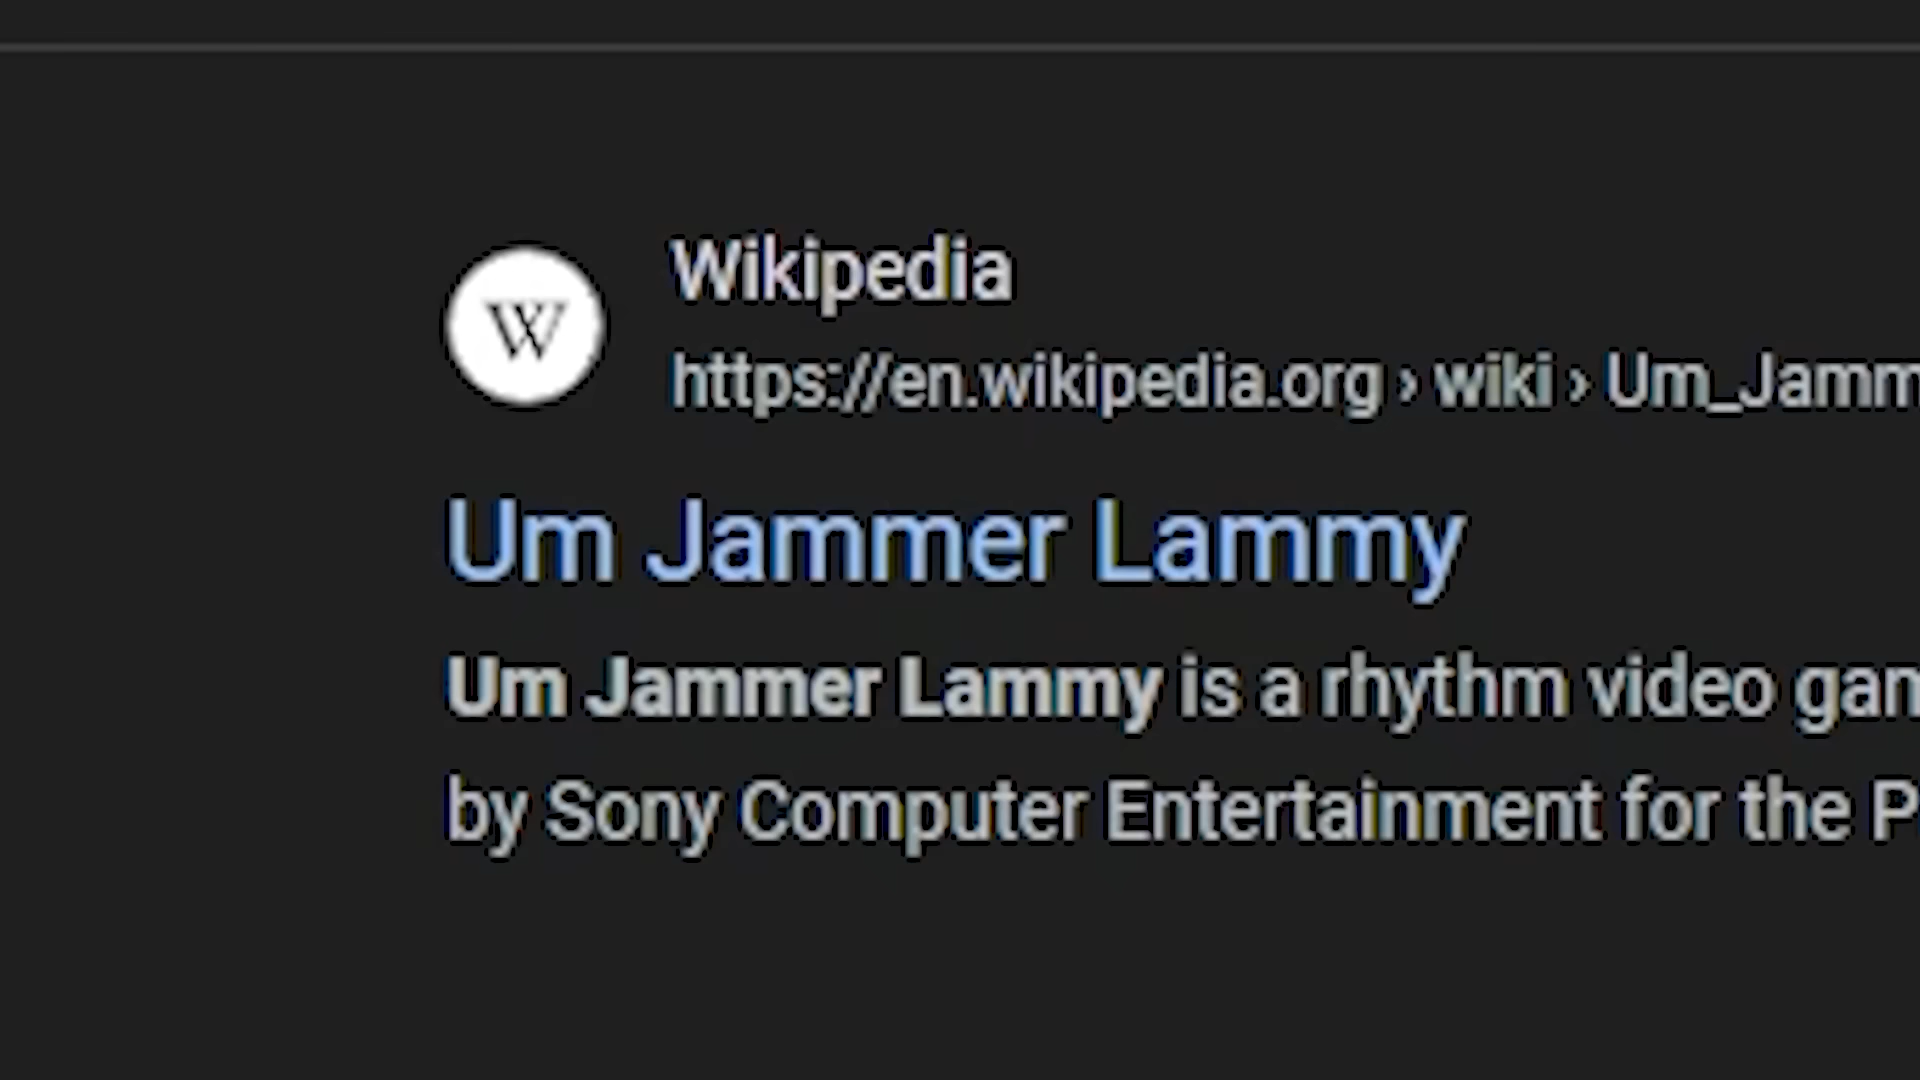 W
Wikipedia
https://en.wikipedia.org › wiki › Um_Jamm
Um Jammer Lammy
Um Jammer Lammy is a rhythm video gam
by Sony Computer Entertainment for the P